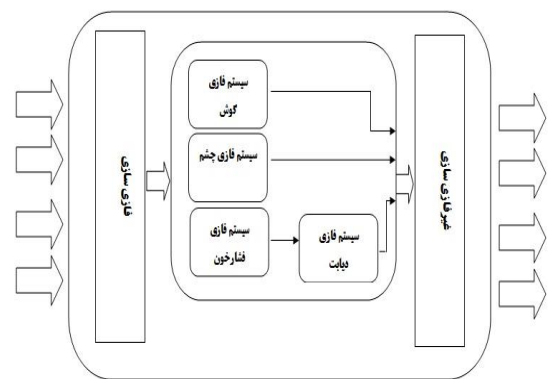 سیستم فازی
گوش
سیستم فازی چشم
سیستم فازی
فشارخون
سیستم فازی
دیابت
فازی سازی
غیرفازی سازی